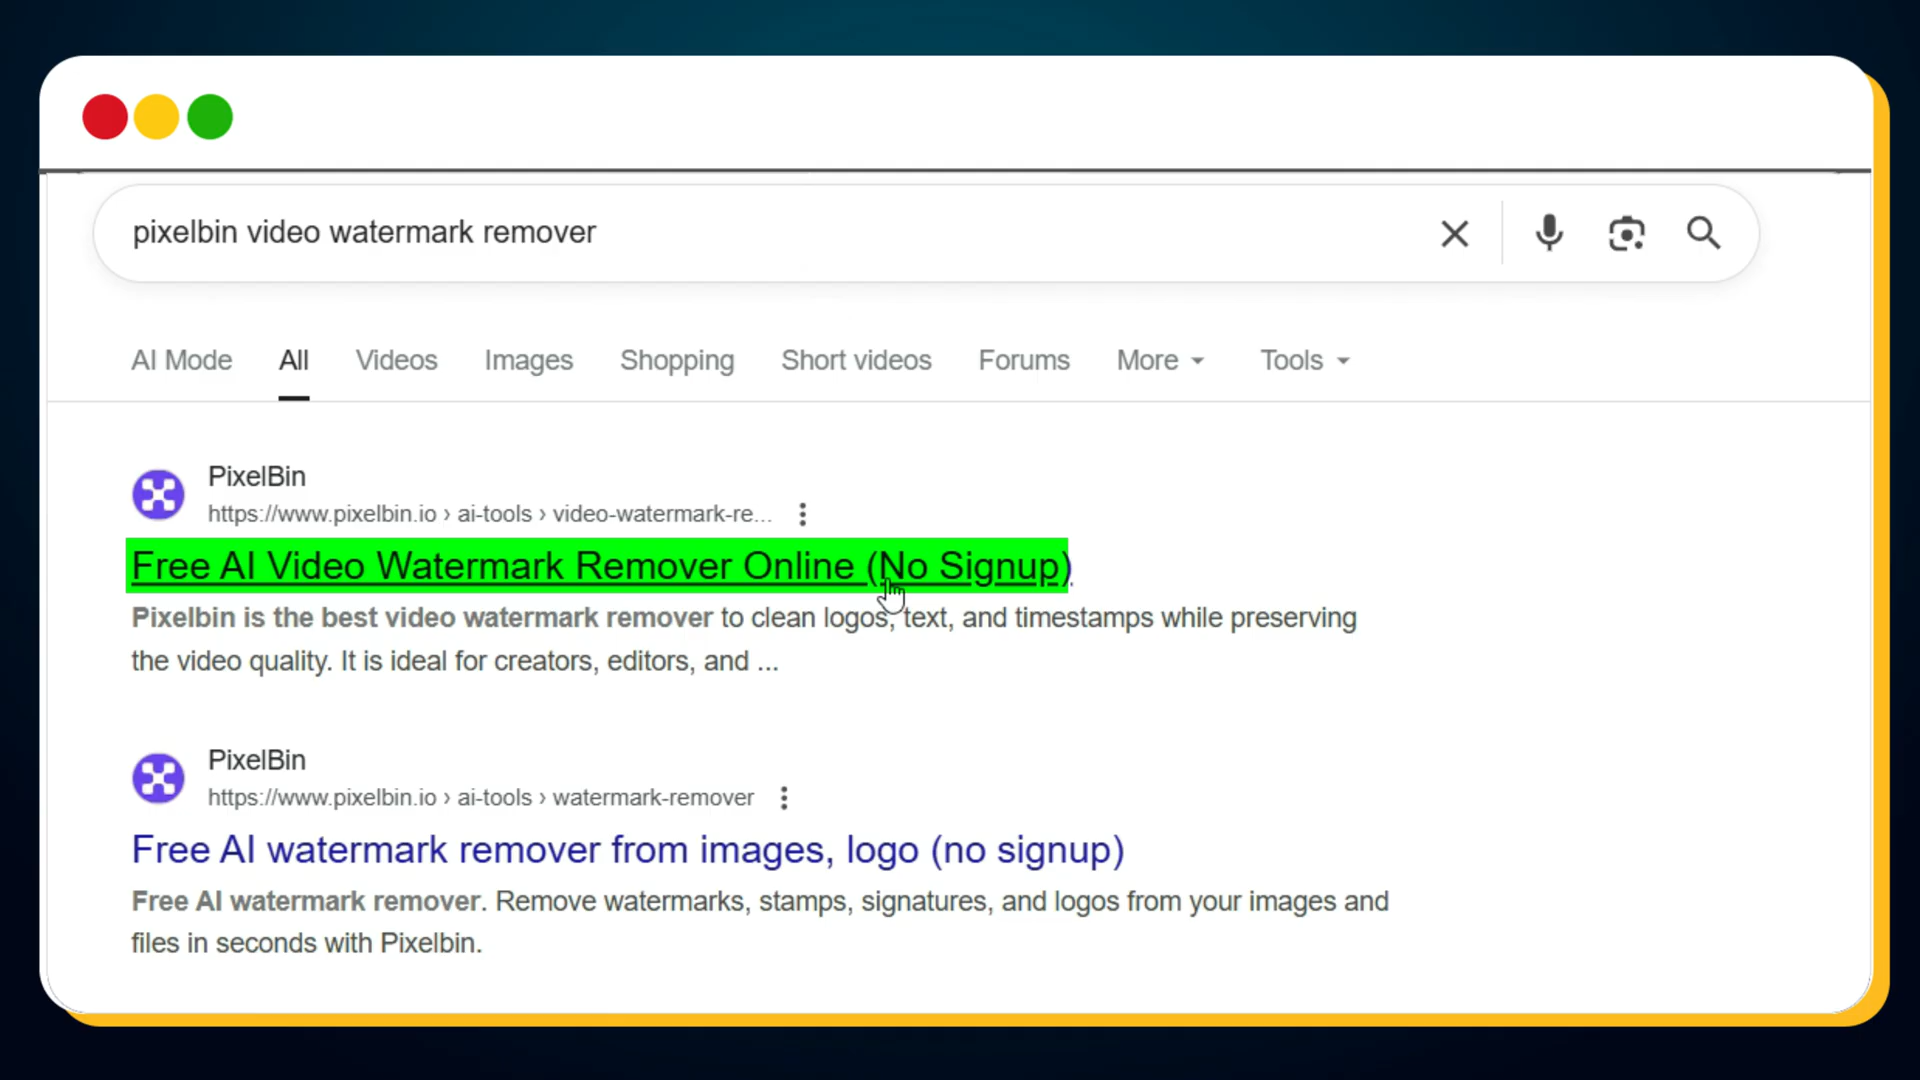 pixelbin video watermark remover
AI Mode All Videos Images Shopping Short videos Forums More Tools
PixelBin
https://www.pixelbin.io › ai-tools › video-watermark-re...
Free AI Video Watermark Remover Online (No Signup)
Pixelbin is the best video watermark remover to clean logos, text, and timestamps while preserving
the video quality. It is ideal for creators, editors, and ...
PixelBin
https://www.pixelbin.io › ai-tools › watermark-remover
Free AI watermark remover from images, logo (no signup)
Free AI watermark remover. Remove watermarks, stamps, signatures, and logos from your images and
files in seconds with Pixelbin.